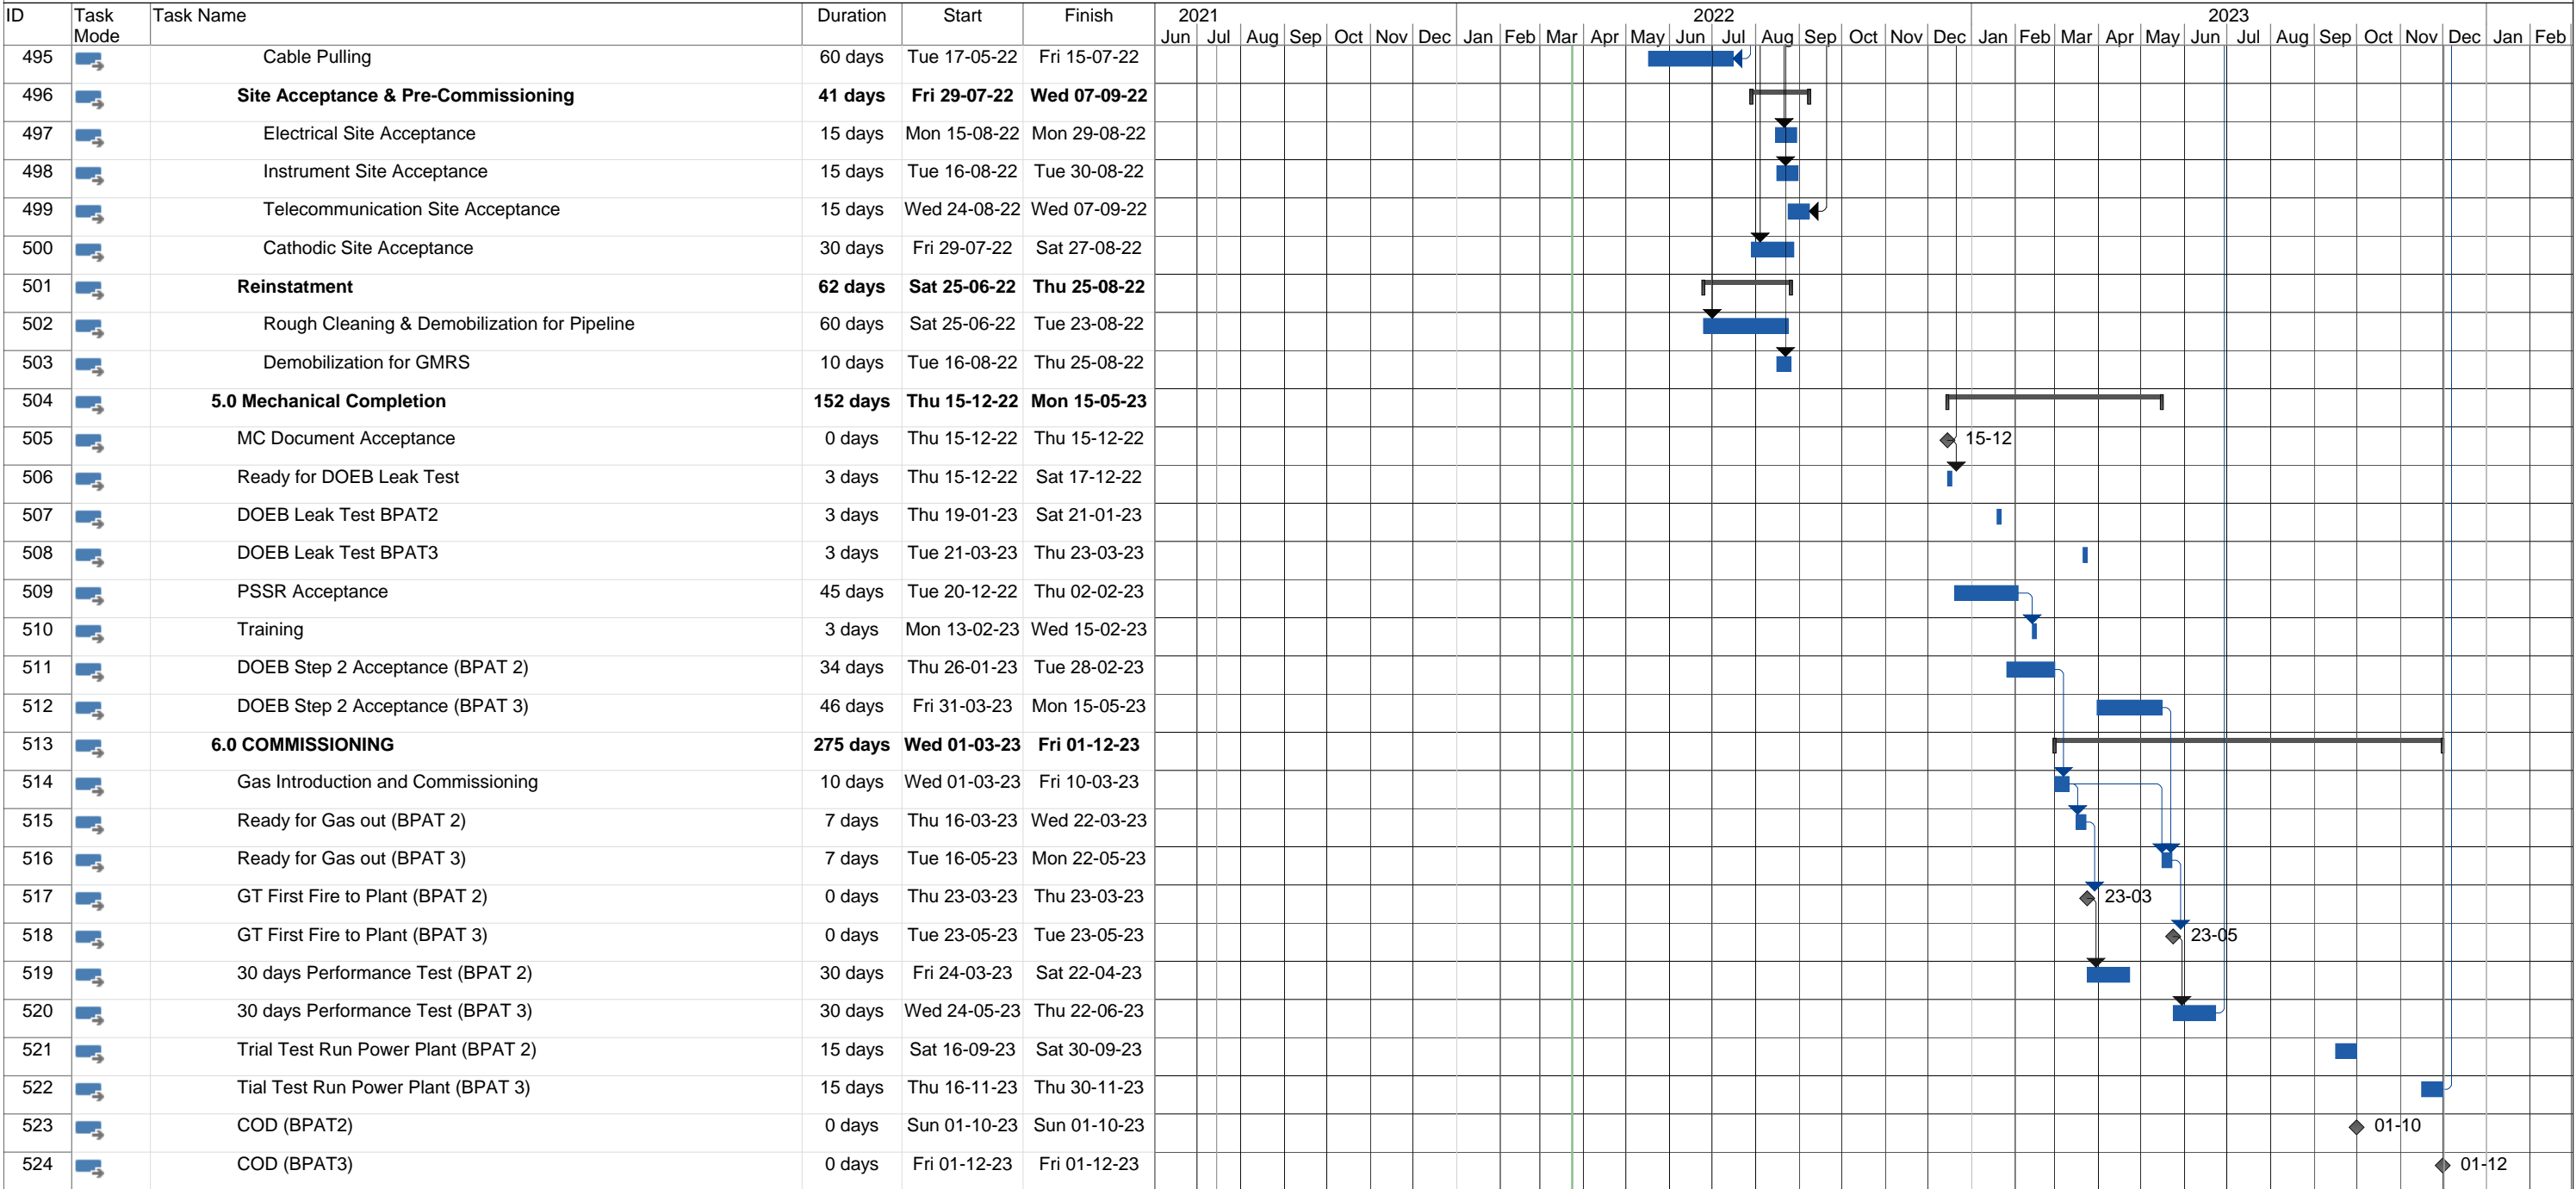 ID Task Mode Task Name Duration Start Finish 2021 2022 2023
Jun Jul Aug Sep Oct Nov Dec Jan Feb Mar Apr May Jun Jul Aug Sep Oct Nov Dec Jan Feb Mar Apr May Jun Jul Aug Sep Oct Nov Dec Jan Feb
495 Cable Pulling 60 days Tue 17-05-22 Fri 15-07-22
496 Site Acceptance & Pre-Commissioning 41 days Fri 29-07-22 Wed 07-09-22
497 Electrical Site Acceptance 15 days Mon 15-08-22 Mon 29-08-22
498 Instrument Site Acceptance 15 days Tue 16-08-22 Tue 30-08-22
499 Telecommunication Site Acceptance 15 days Wed 24-08-22 Wed 07-09-22
500 Cathodic Site Acceptance 30 days Fri 29-07-22 Sat 27-08-22
501 Reinstatment 62 days Sat 25-06-22 Thu 25-08-22
502 Rough Cleaning & Demobilization for Pipeline 60 days Sat 25-06-22 Tue 23-08-22
503 Demobilization for GMRS 10 days Tue 16-08-22 Thu 25-08-22
504 5.0 Mechanical Completion 152 days Thu 15-12-22 Mon 15-05-23
505 MC Document Acceptance 0 days Thu 15-12-22 Thu 15-12-22 15-12
506 Ready for DOEB Leak Test 3 days Thu 15-12-22 Sat 17-12-22
507 DOEB Leak Test BPAT2 3 days Thu 19-01-23 Sat 21-01-23
508 DOEB Leak Test BPAT3 3 days Tue 21-03-23 Thu 23-03-23
509 PSSR Acceptance 45 days Tue 20-12-22 Thu 02-02-23
510 Training 3 days Mon 13-02-23 Wed 15-02-23
511 DOEB Step 2 Acceptance (BPAT 2) 34 days Thu 26-01-23 Tue 28-02-23
512 DOEB Step 2 Acceptance (BPAT 3) 46 days Fri 31-03-23 Mon 15-05-23
513 6.0 COMMISSIONING 275 days Wed 01-03-23 Fri 01-12-23
514 Gas Introduction and Commissioning 10 days Wed 01-03-23 Fri 10-03-23
515 Ready for Gas out (BPAT 2) 7 days Thu 16-03-23 Wed 22-03-23
516 Ready for Gas out (BPAT 3) 7 days Tue 16-05-23 Mon 22-05-23
517 GT First Fire to Plant (BPAT 2) 0 days Thu 23-03-23 Thu 23-03-23 23-03
518 GT First Fire to Plant (BPAT 3) 0 days Tue 23-05-23 Tue 23-05-23 23-05
519 30 days Performance Test (BPAT 2) 30 days Fri 24-03-23 Sat 22-04-23
520 30 days Performance Test (BPAT 3) 30 days Wed 24-05-23 Thu 22-06-23
521 Trial Test Run Power Plant (BPAT 2) 15 days Sat 16-09-23 Sat 30-09-23
522 Tial Test Run Power Plant (BPAT 3) 15 days Thu 16-11-23 Thu 30-11-23
523 COD (BPAT2) 0 days Sun 01-10-23 Sun 01-10-23 01-10
524 COD (BPAT3) 0 days Fri 01-12-23 Fri 01-12-23 01-12